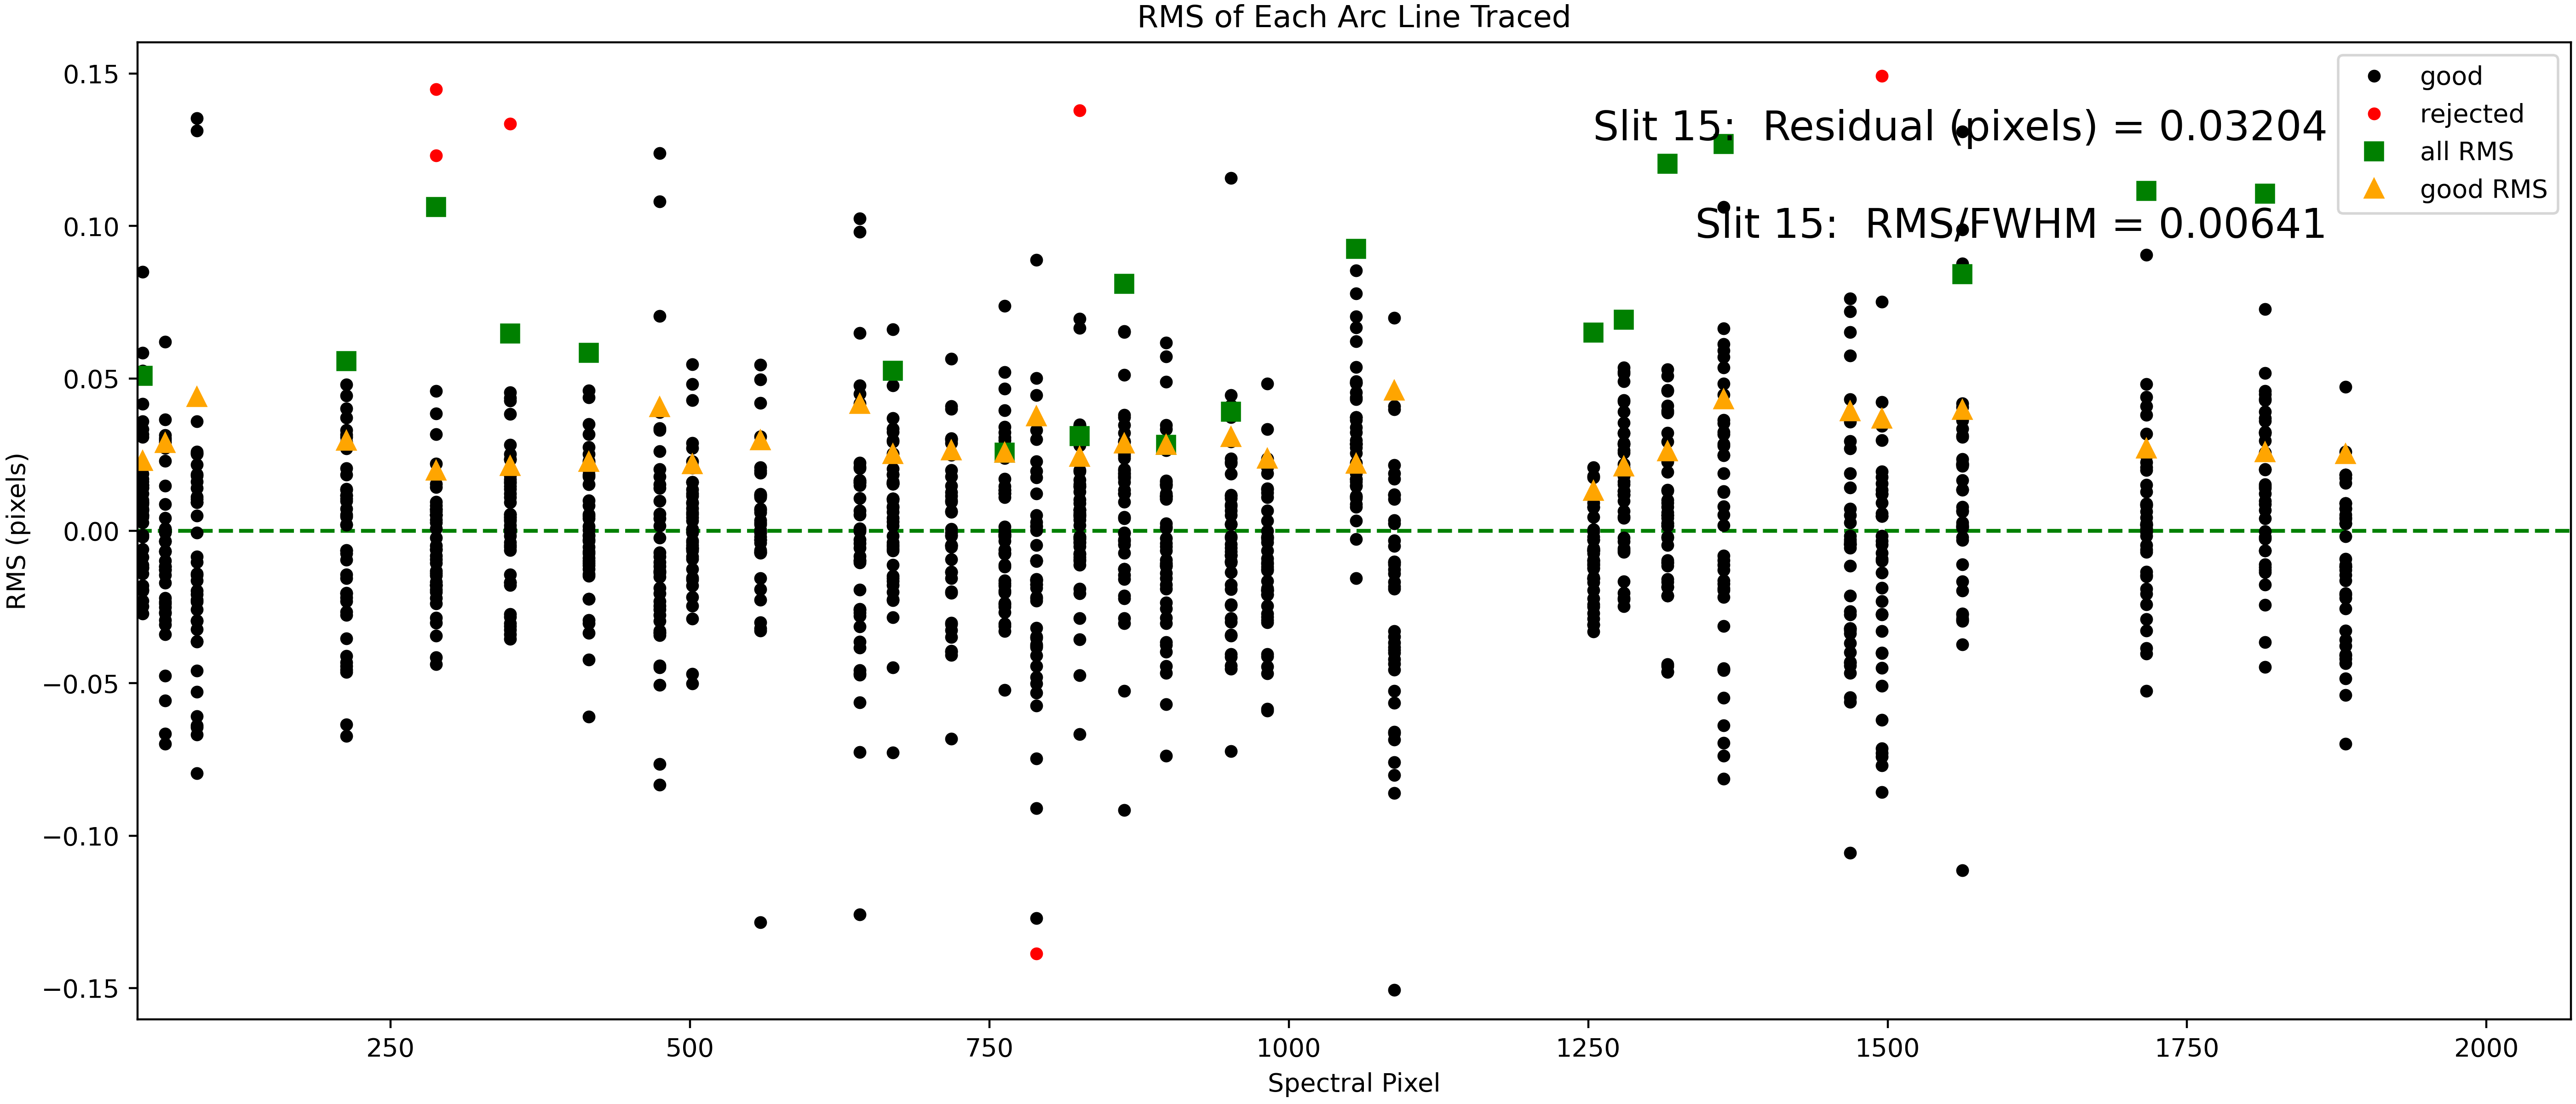 RMS of Each Arc Line Traced
0.15
0.10
0.05
0.00
−0.05
−0.10
−0.15
RMS (pixels)
good
rejected
all RMS
good RMS
Slit 15:  Residual (pixels) = 0.03204
Slit 15:  RMS/FWHM = 0.00641
250
500
750
1000
1250
1500
1750
2000
Spectral Pixel